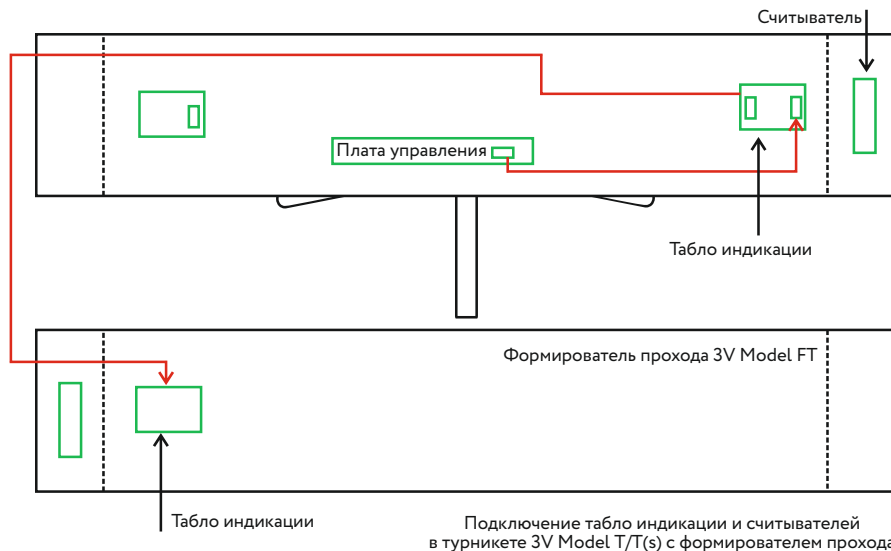 Считыватель
Плата управления
Табло индикации
Формирователь прохода 3V Model FT
Табло индикации
Подключение табло индикации и считывателей
в турникете 3V Model T/T(s) с формирователем прохода